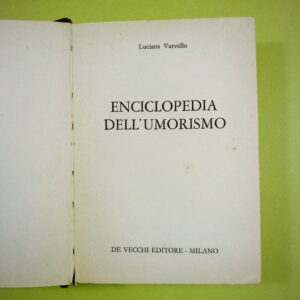 Luciana Varvello
ENCICLOPEDIA
DELL'UMORISMO
DE VECCHI EDITORE - MILANO